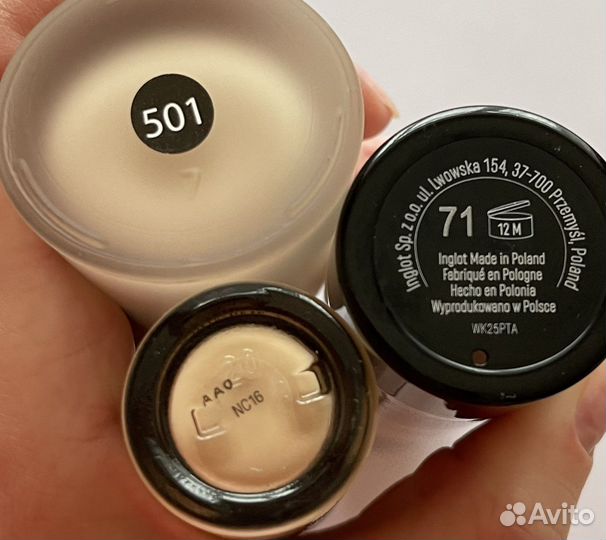 501
Inglot Sp. z o.o. ul. Lwowska 154, 37-700 Przemyśl, Poland
71
12 M
Inglot Made in Poland
Fabriqué en Pologne
Hecho en Polonia
Wyprodukowano w Polsce
WK25PTA
NC16
Avito